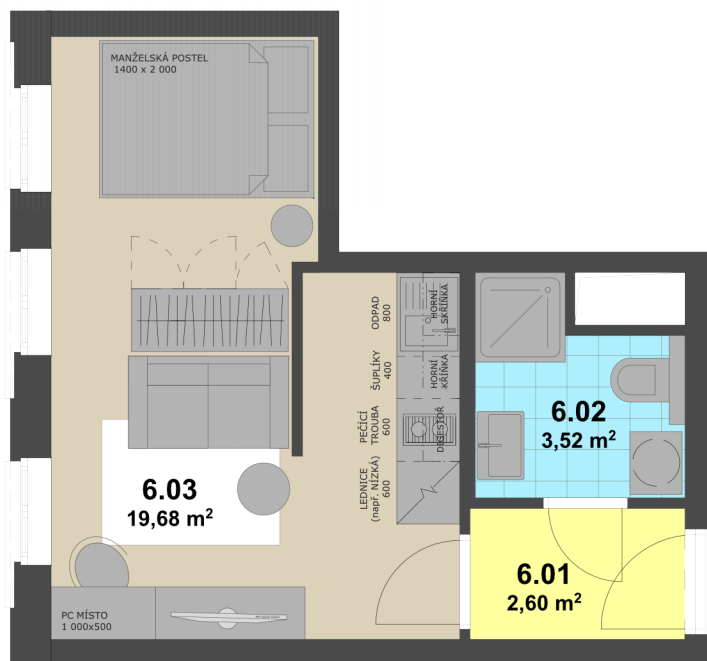 MANŽELSKÁ POSTEL
1400 x 2 000
ODPAD
800
HORNÍ
SKŘÍŇKA
ŠUPLÍKY
400
HORNÍ
KŘÍŇKA
PEČÍCÍ
TROUBA
600
DIGESTOŘ
LEDNICE
(např. NÍZKÁ)
600
6.02
3,52 m²
6.03
19,68 m²
6.01
2,60 m²
PC MÍSTO
1 000x500